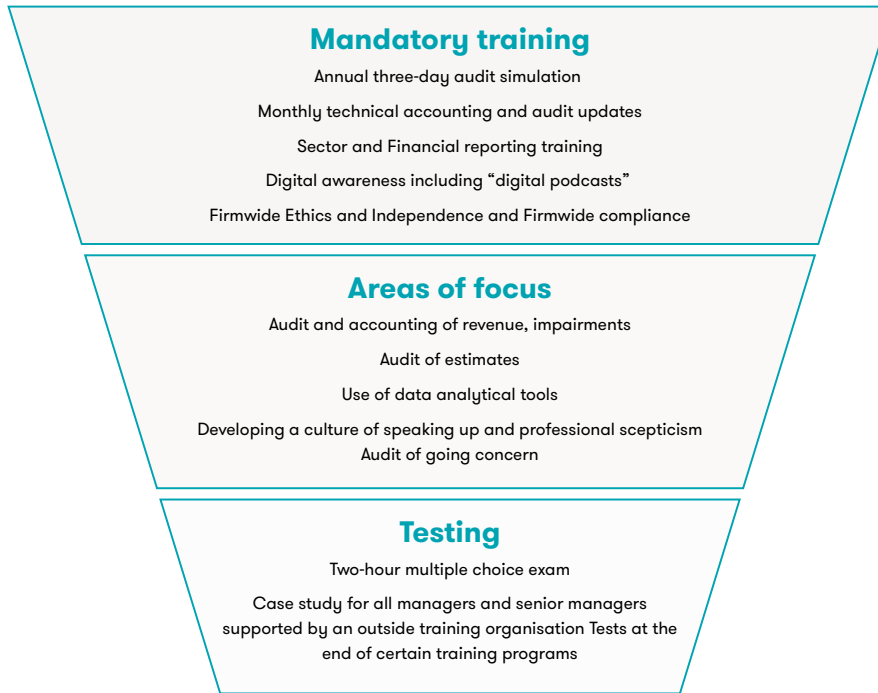 Mandatory training
Annual three-day audit simulation
Monthly technical accounting and audit updates
Sector and Financial reporting training
Digital awareness including “digital podcasts”
Firmwide Ethics and Independence and Firmwide compliance
Areas of focus
Audit and accounting of revenue, impairments
Audit of estimates
Use of data analytical tools
Developing a culture of speaking up and professional scepticism
Audit of going concern
Testing
Two-hour multiple choice exam
Case study for all managers and senior managers
supported by an outside training organisation Tests at the
end of certain training programs